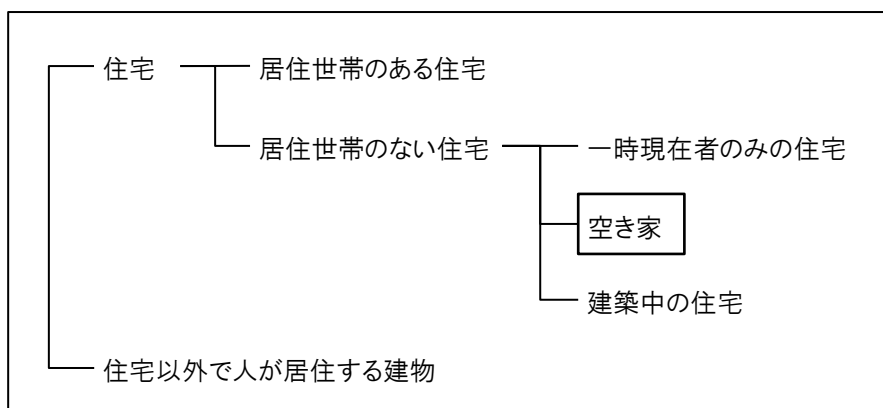 住宅
居住世帯のある住宅
居住世帯のない住宅
一時現在者のみの住宅
空き家
建築中の住宅
住宅以外で人が居住する建物